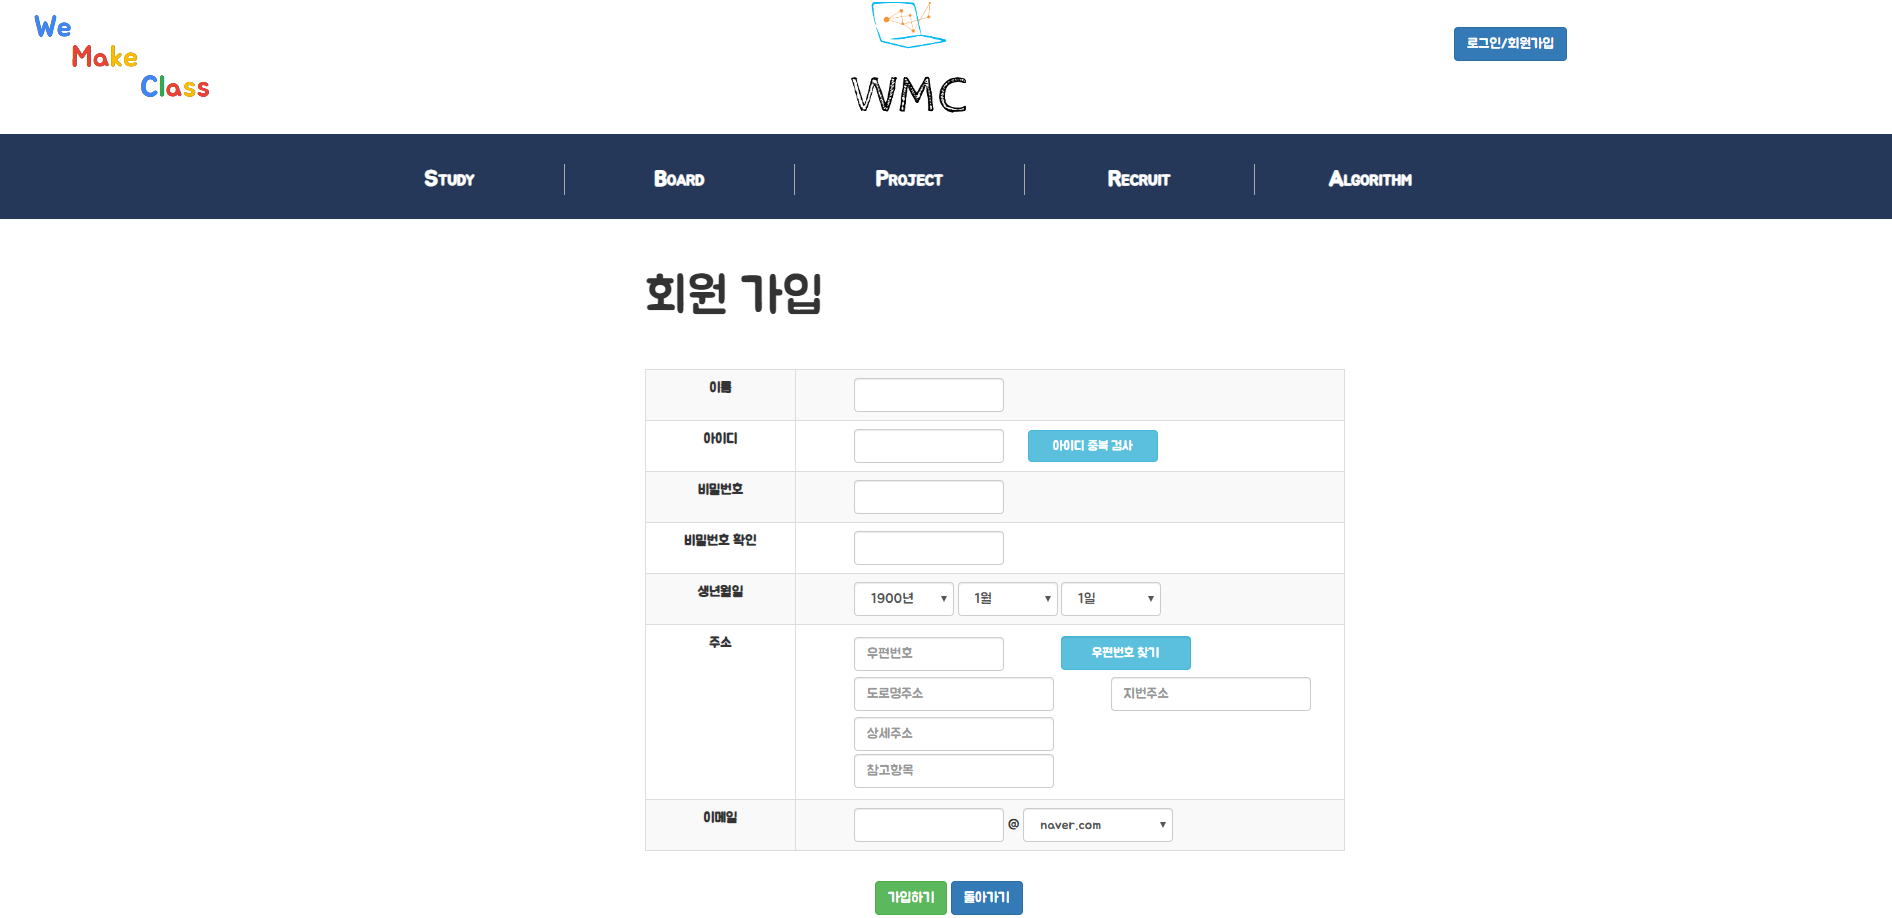 We
Make
Class
WMC
로그인/회원가입
Study
Board
Project
Recruit
Algorithm
회원 가입
이름
아이디
아이디 중복 검사
비밀번호
비밀번호 확인
생년월일
1900년
1월
1일
주소
우편번호
우편번호 찾기
도로명주소
지번주소
상세주소
참고항목
이메일
@
naver.com
가입하기
돌아가기